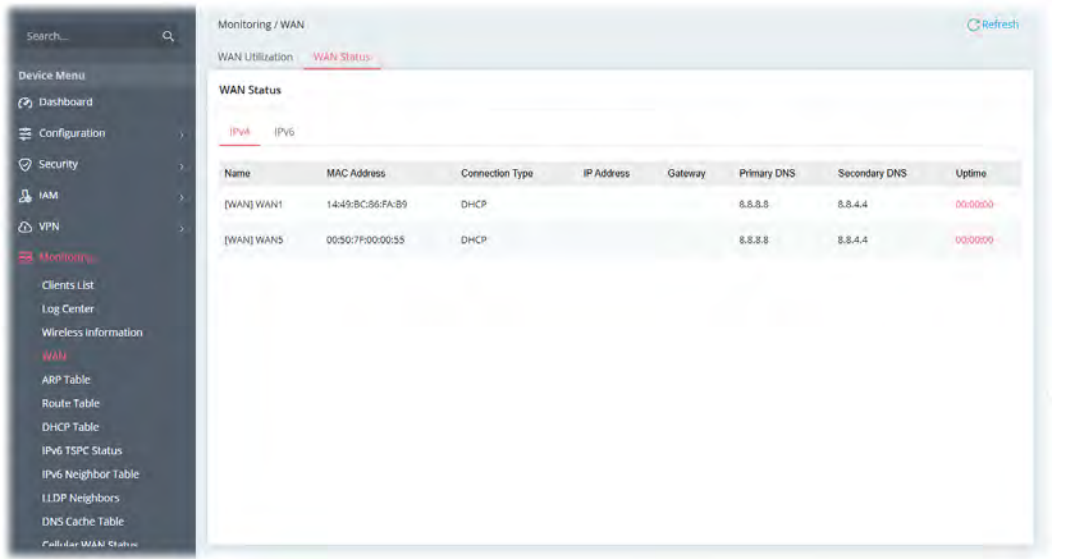 Search...
Device Menu
Dashboard
Configuration
Security
IAM
VPN
Monitoring
Clients List
Log Center
Wireless Information
WAN
ARP Table
Route Table
DHCP Table
IPv6 TSPC Status
IPv6 Neighbor Table
LLDP Neighbors
DNS Cache Table
Cellular WAN Status
Monitoring / WAN
Refresh
WAN Utilization WAN Status
WAN Status
IPv4 IPv6
Name MAC Address Connection Type IP Address Gateway Primary DNS Secondary DNS Uptime
[WAN] WAN1 14:49:BC:86:FA:B9 DHCP 8.8.8.8 8.8.4.4 00:00:00
[WAN] WAN5 00:50:7F:00:00:55 DHCP 8.8.8.8 8.8.4.4 00:00:00